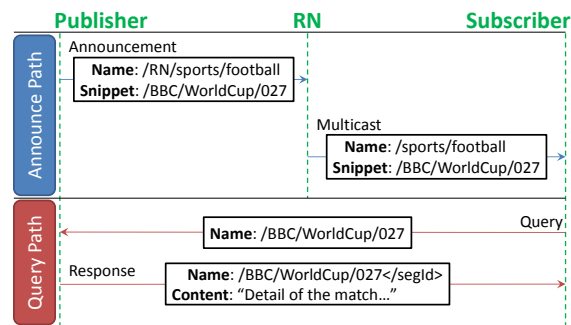 Publisher RN Subscriber
Announce Path
Announcement
Name: /RN/sports/football
Snippet: /BBC/WorldCup/027
Multicast
Name: /sports/football
Snippet: /BBC/WorldCup/027
Query Path
Query
Name: /BBC/WorldCup/027
Response
Name: /BBC/WorldCup/027</segId>
Content: “Detail of the match…”